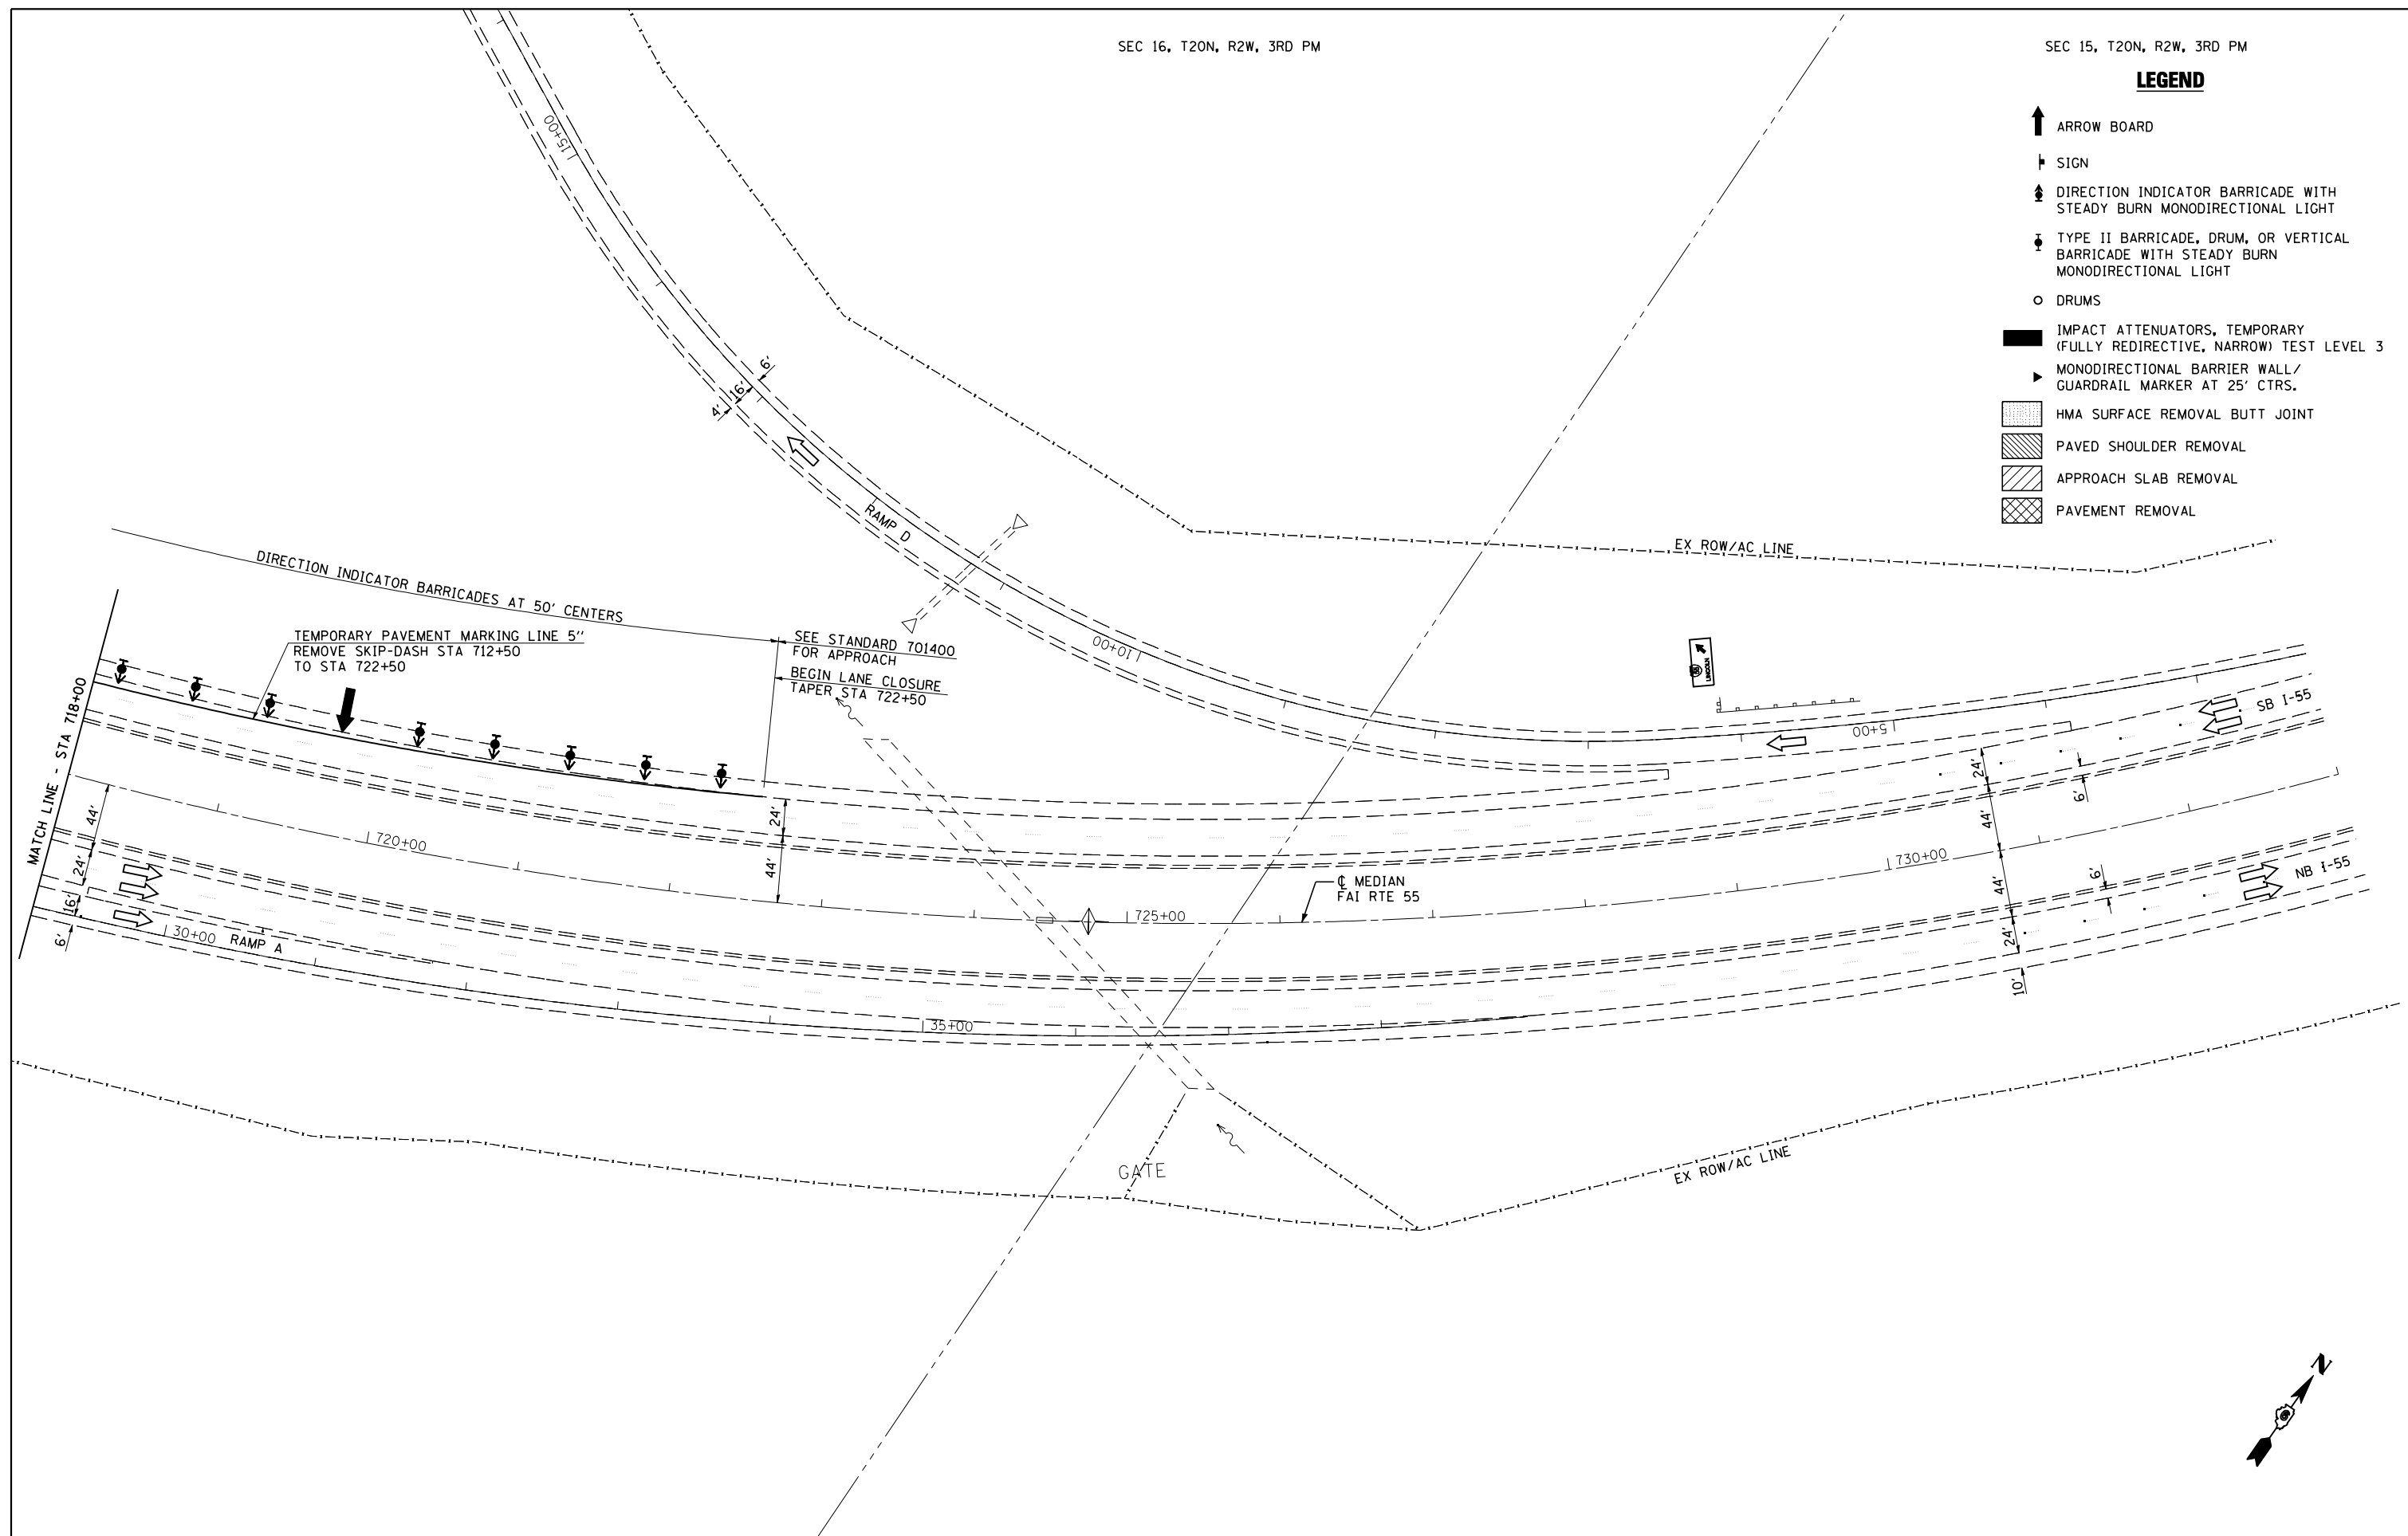 SEC 16, T20N, R2W, 3RD PM
SEC 15, T20N, R2W, 3RD PM
LEGEND
ARROW BOARD
SIGN
DIRECTION INDICATOR BARRICADE WITH
STEADY BURN MONODIRECTIONAL LIGHT
TYPE II BARRICADE, DRUM, OR VERTICAL
BARRICADE WITH STEADY BURN
MONODIRECTIONAL LIGHT
DRUMS
IMPACT ATTENUATORS, TEMPORARY
(FULLY REDIRECTIVE, NARROW) TEST LEVEL 3
MONODIRECTIONAL BARRIER WALL/
GUARDRAIL MARKER AT 25' CTRS.
HMA SURFACE REMOVAL BUTT JOINT
PAVED SHOULDER REMOVAL
APPROACH SLAB REMOVAL
PAVEMENT REMOVAL
15+00
6'
16'
4'
RAMP D
EX ROW/AC LINE
DIRECTION INDICATOR BARRICADES AT 50' CENTERS
TEMPORARY PAVEMENT MARKING LINE 5''
REMOVE SKIP-DASH STA 712+50
TO STA 722+50
SEE STANDARD 701400
FOR APPROACH
BEGIN LANE CLOSURE
TAPER STA 722+50
10+00
LINCOLN
5+00
SB I-55
MATCH LINE - STA 718+00
44'
24'
16'
6'
720+00
24'
44'
725+00
℄ MEDIAN
FAI RTE 55
730+00
24'
6'
44'
44'
6'
24'
10'
NB I-55
30+00
RAMP A
35+00
GATE
EX ROW/AC LINE
N